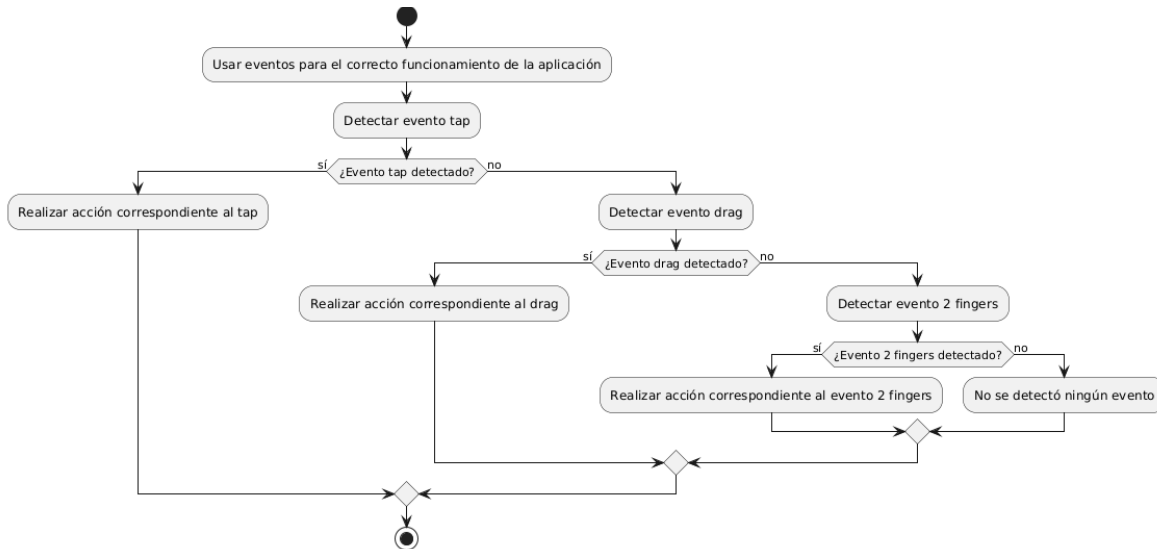 Usar eventos para el correcto funcionamiento de la aplicación
Detectar evento tap
sí
¿Evento tap detectado?
no
Realizar acción correspondiente al tap
Detectar evento drag
sí
¿Evento drag detectado?
no
Realizar acción correspondiente al drag
Detectar evento 2 fingers
sí
¿Evento 2 fingers detectado?
no
Realizar acción correspondiente al evento 2 fingers
No se detectó ningún evento